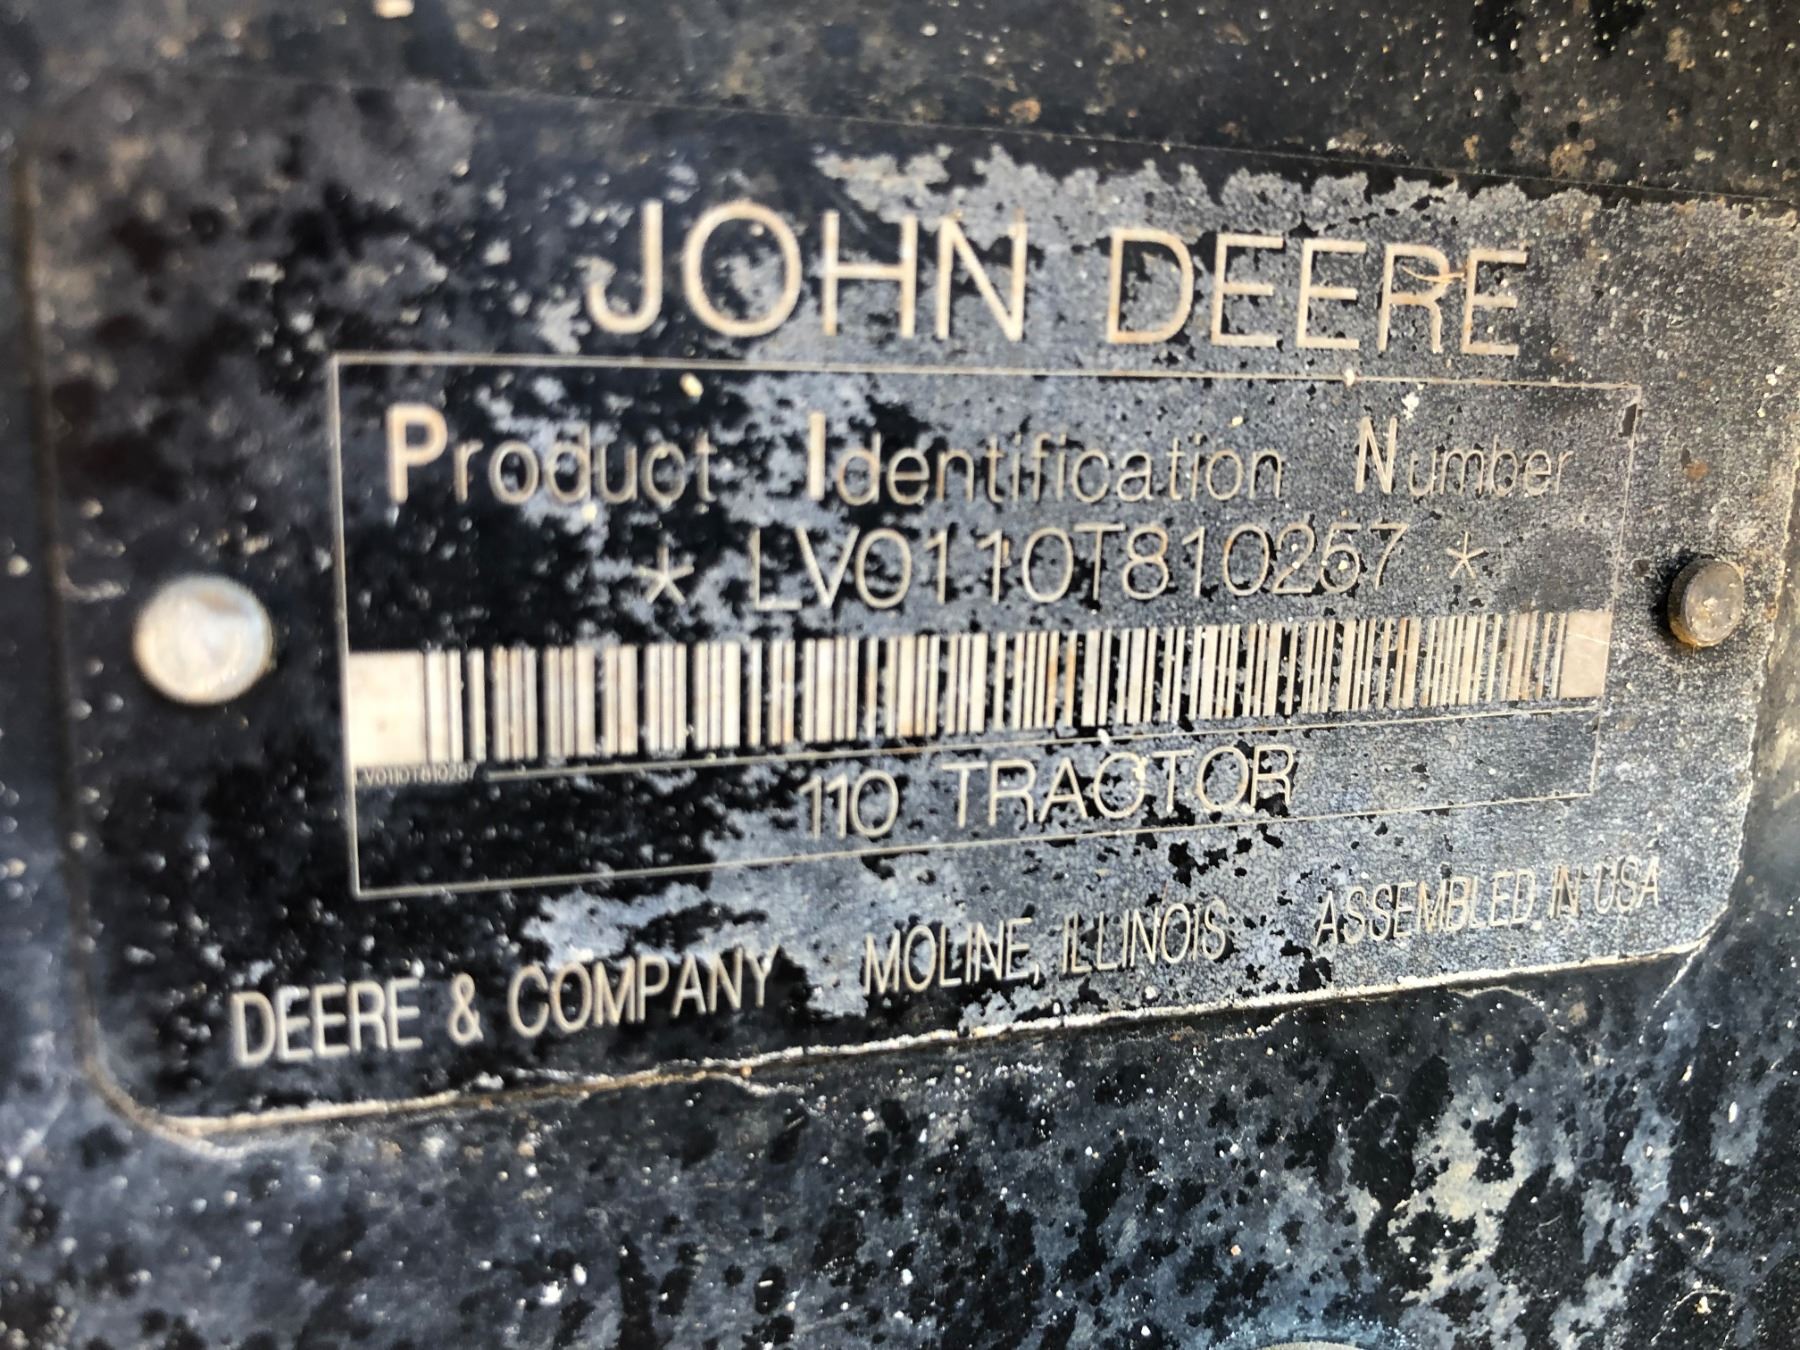 JOHN DEERE
Product Identification Number
* LV0110T810257 *
LV0110T810257
110 TRACTOR
DEERE & COMPANY MOLINE, ILLINOIS ASSEMBLED IN USA